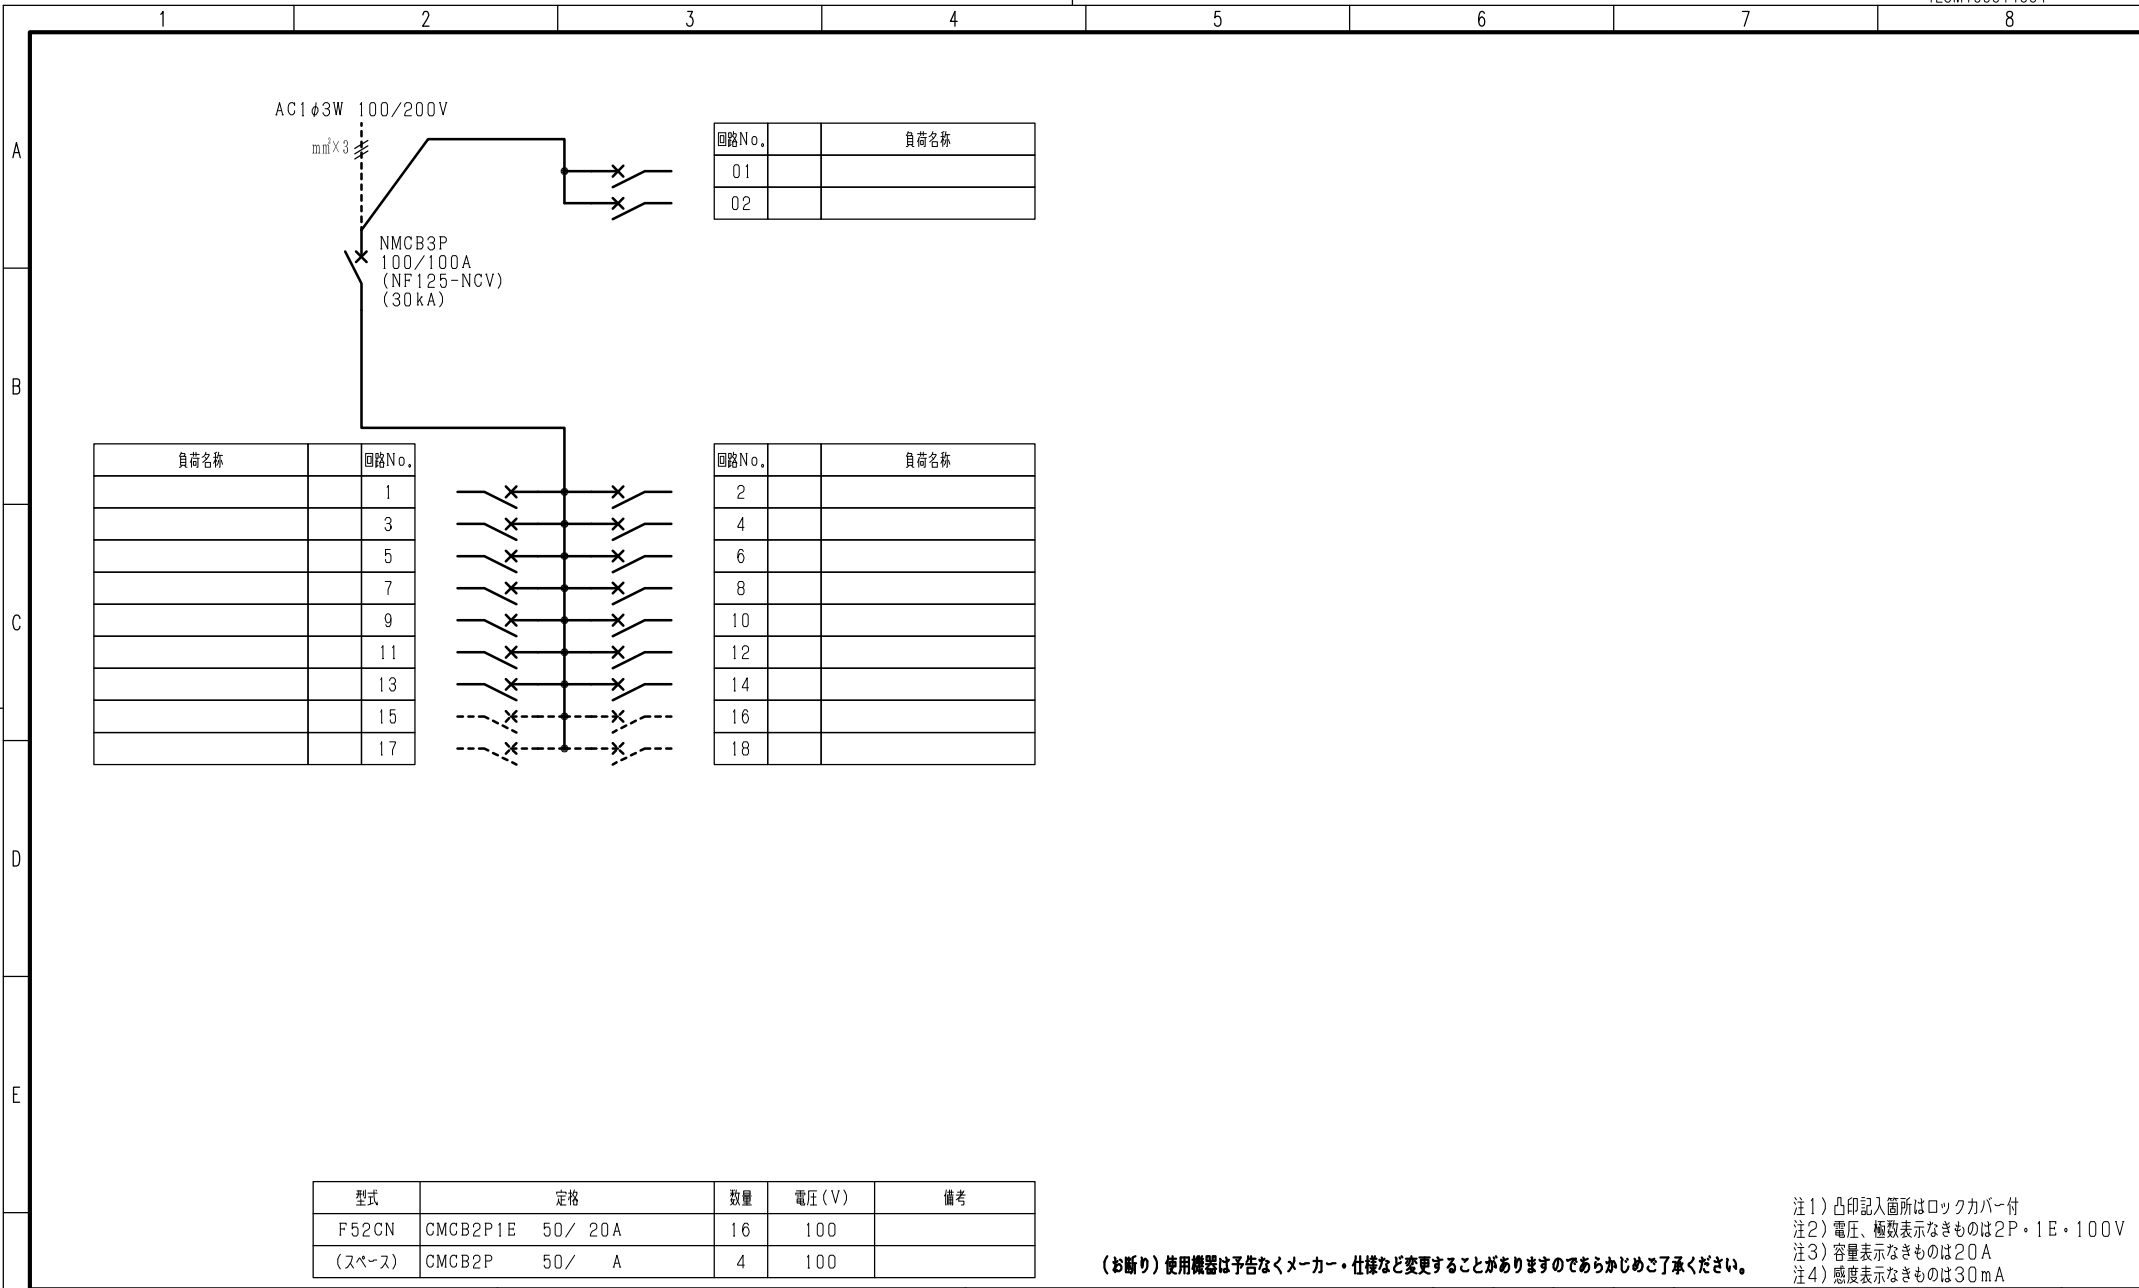 1 2 3 4 5 6 7 8
A
B
C
D
E
AC1φ3W 100/200V
mm²×3
NMCB3P
100/100A
(NF125-NCV)
(30kA)
回路No. 負荷名称
01
02
負荷名称 回路No.
1
3
5
7
9
11
13
15
17
回路No. 負荷名称
2
4
6
8
10
12
14
16
18
型式 定格 数量 電圧(V) 備考
F52CN CMCB2P1E 50/ 20A 16 100
(スペース) CMCB2P 50/ A 4 100
(お断り)使用機器は予告なくメーカー・仕様など変更することがありますのであらかじめご了承ください。
注1)凸印記入箇所はロックカバー付
注2)電圧、極数表示なきものは2P・1E・100V
注3)容量表示なきものは20A
注4)感度表示なきものは30mA